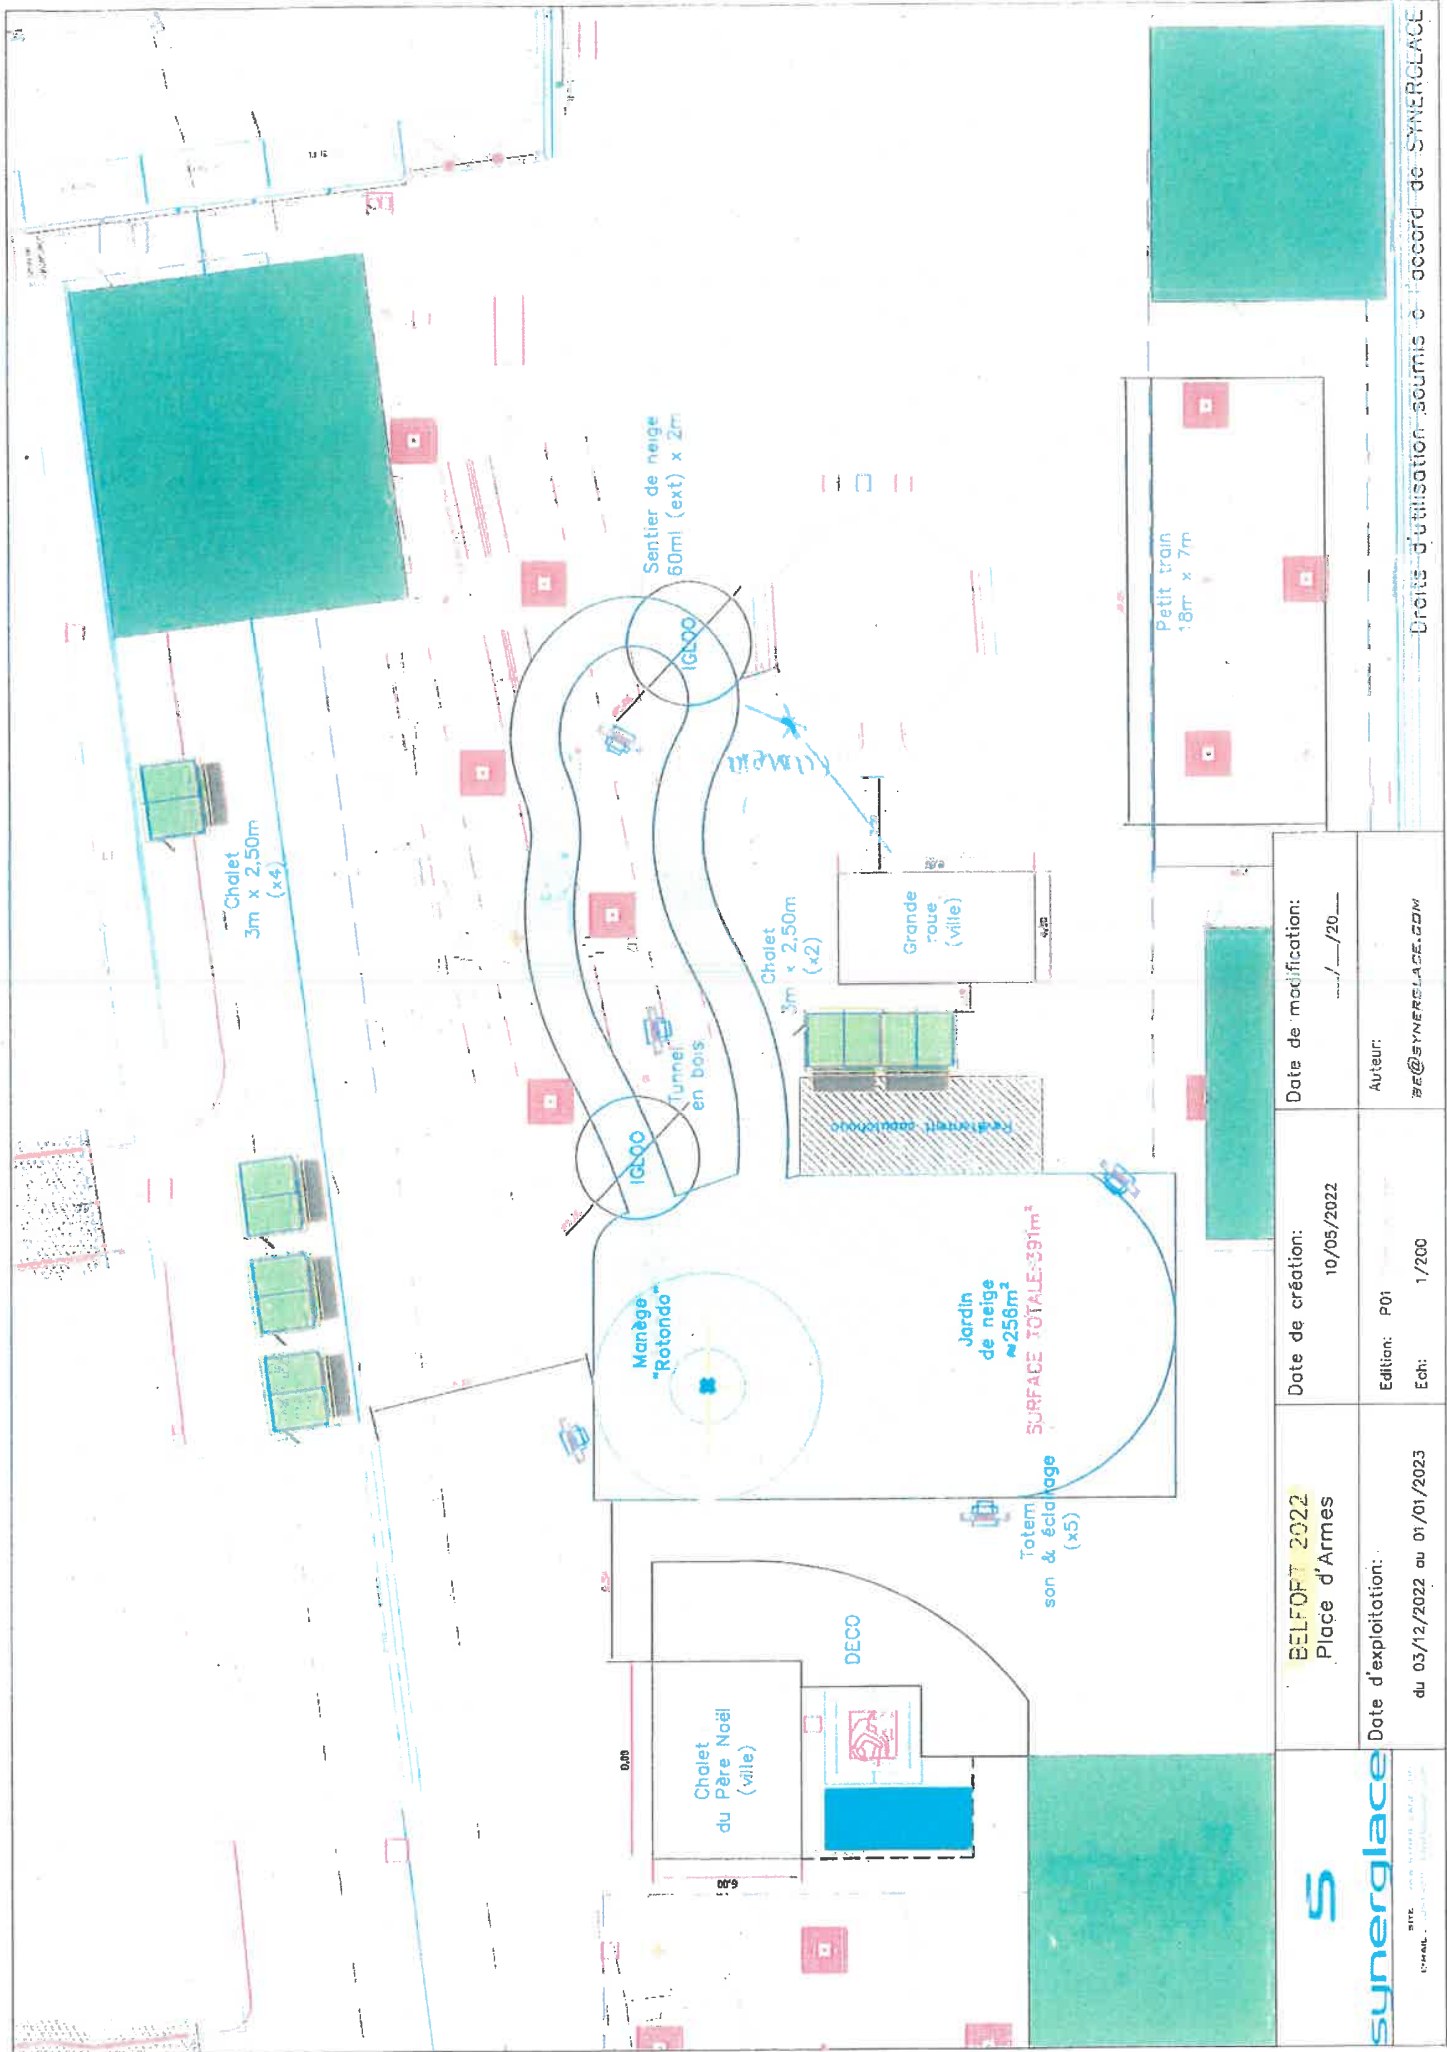 Chalet
3m x 2,50m
(x4)
Sentier de neige
60ml (ext) x 2m
IGLOO
Tunnel
en bois
IGLOO
Chalet
3m x 2,50m
(x2)
Grande
roue
(ville)
Petit train
18m x 7m
Revêtement caoutchouc
Manège
"Rotondo"
Jardin
de neige
≈256m²
SURFACE TOTALE:391m²
Totem
son & éclairage
(x5)
DECO
Chalet
du Père Noël
(ville)
BELFORT 2022
Place d'Armes
Date d'exploitation:
du 03/12/2022 au 01/01/2023
Date de création:
10/05/2022
Edition: P01
Ech: 1/200
Date de modification:
__/__/20__
Auteur:
BE@SYNERGLACE.COM
S
synerglace
Droits d'utilisation soumis à l'accord de SYNERGLACE